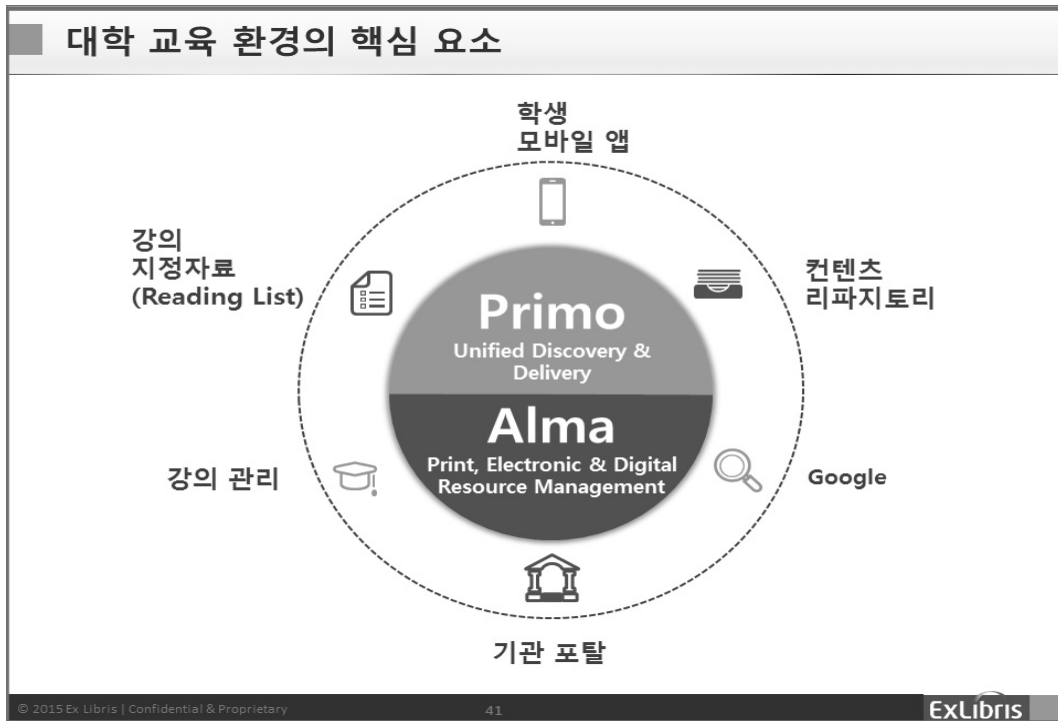 대학 교육 환경의 핵심 요소
학생
모바일 앱
강의
지정자료
(Reading List)
컨텐츠
리파지토리
Primo
Unified Discovery &
Delivery
Alma
Print, Electronic & Digital
Resource Management
강의 관리
Google
기관 포탈
© 2015 Ex Libris | Confidential & Proprietary
41
ExLibris